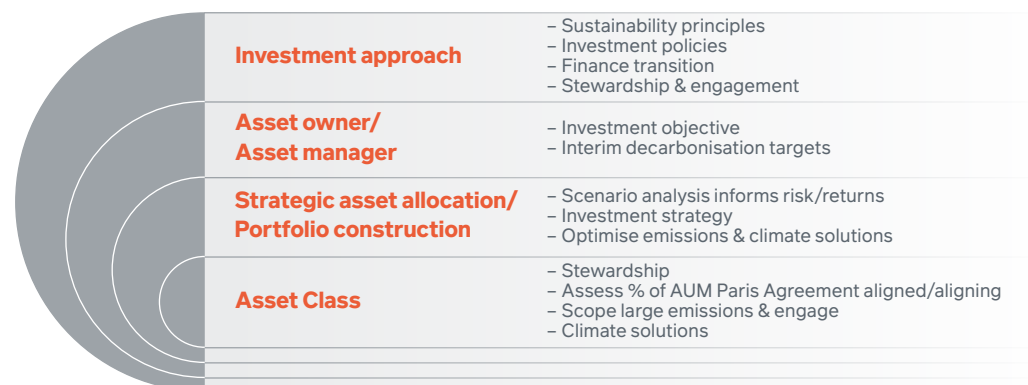 Investment approach
– Sustainability principles
– Investment policies
– Finance transition
– Stewardship & engagement
Asset owner/
Asset manager
– Investment objective
– Interim decarbonisation targets
Strategic asset allocation/
Portfolio construction
– Scenario analysis informs risk/returns
– Investment strategy
– Optimise emissions & climate solutions
Asset Class
– Stewardship
– Assess % of AUM Paris Agreement aligned/aligning
– Scope large emissions & engage
– Climate solutions